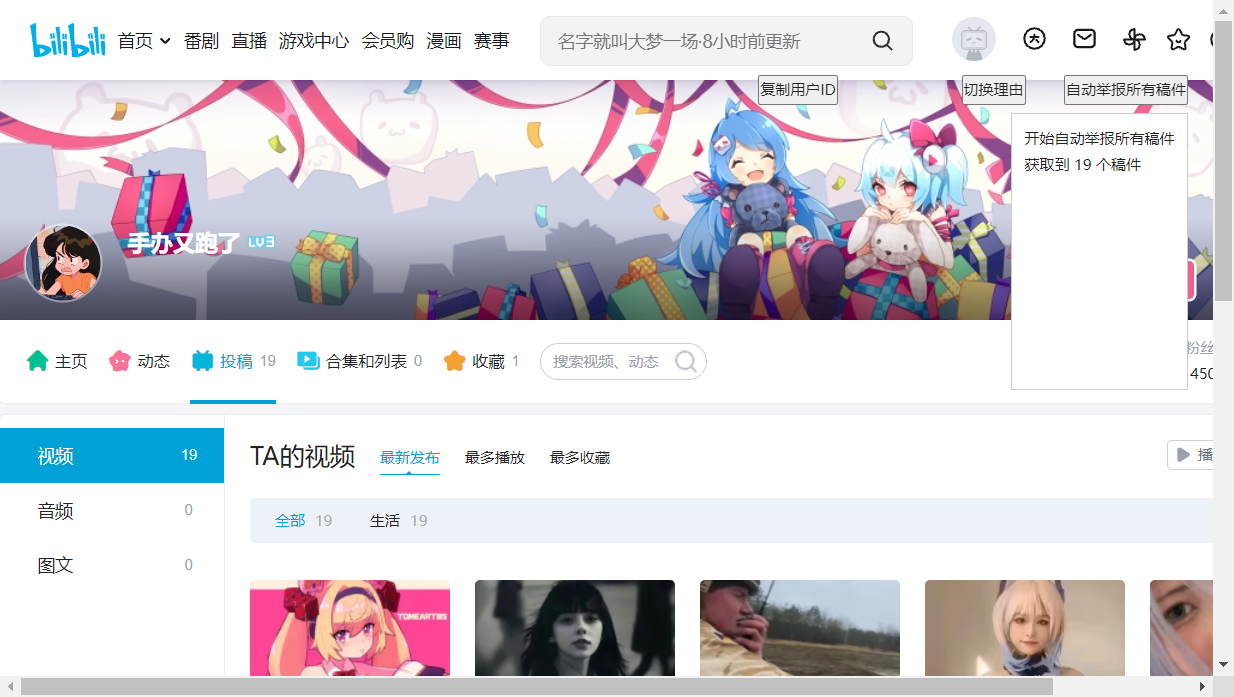 bilibili 首页 番剧 直播 游戏中心 会员购 漫画 赛事 名字就叫大梦一场·8小时前更新
复制用户ID 切换理由 自动举报所有稿件
开始自动举报所有稿件
获取到 19 个稿件
手办又跑了 LV3
主页 动态 投稿 19 合集和列表 0 收藏 1 搜索视频、动态 粉丝
450
视频 19
音频 0
图文 0
TA的视频 最新发布 最多播放 最多收藏 播
全部 19 生活 19